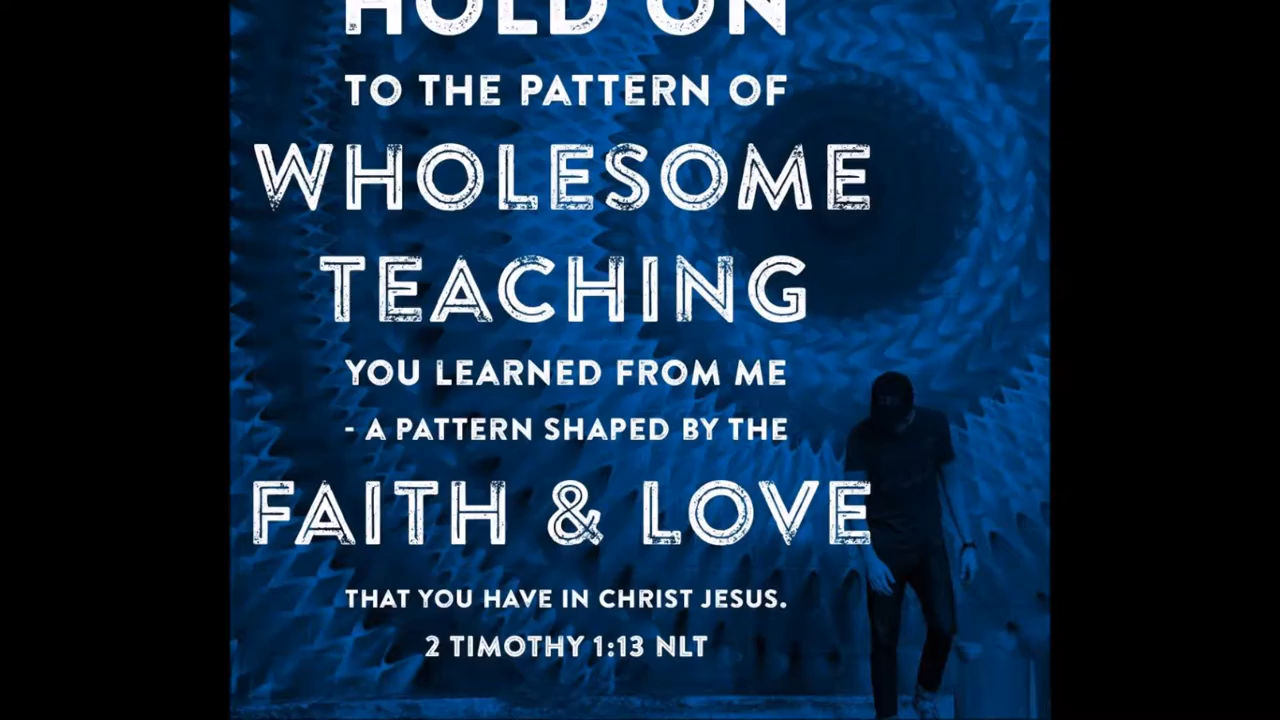 HOLD ON
TO THE PATTERN OF
WHOLESOME
TEACHING
YOU LEARNED FROM ME
- A PATTERN SHAPED BY THE
FAITH & LOVE
THAT YOU HAVE IN CHRIST JESUS.
2 TIMOTHY 1:13 NLT